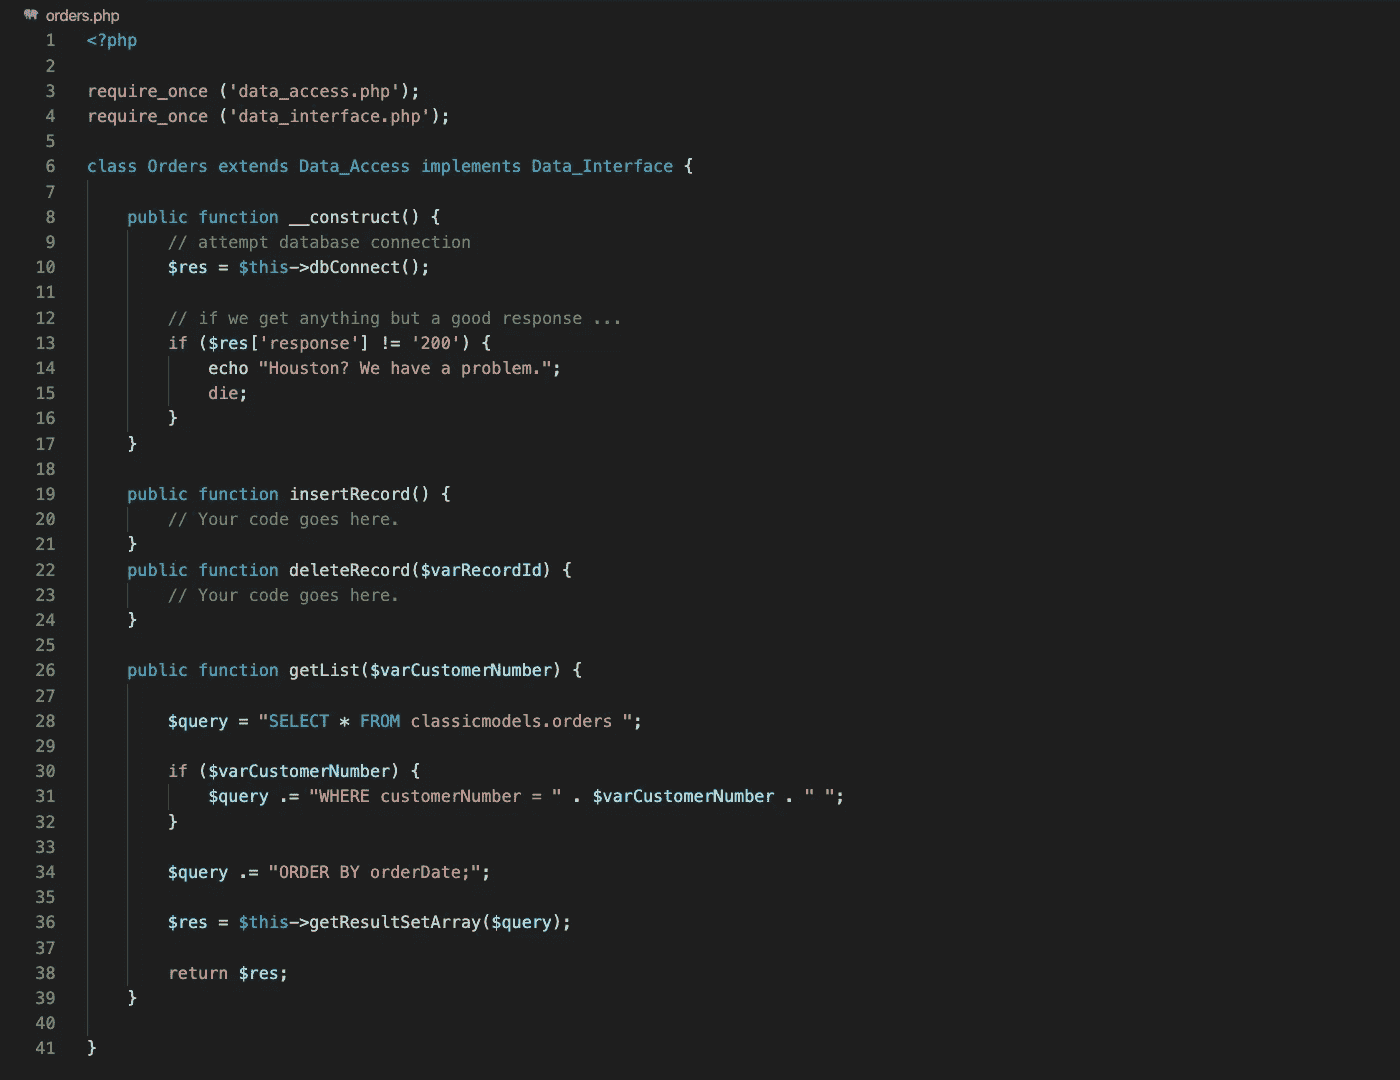 orders.php
1 <?php
2
3 require_once ('data_access.php');
4 require_once ('data_interface.php');
5
6 class Orders extends Data_Access implements Data_Interface {
7
8     public function __construct() {
9         // attempt database connection
10         $res = $this->dbConnect();
11
12         // if we get anything but a good response ...
13         if ($res['response'] != '200') {
14             echo "Houston? We have a problem.";
15             die;
16         }
17     }
18
19     public function insertRecord() {
20         // Your code goes here.
21     }
22     public function deleteRecord($varRecordId) {
23         // Your code goes here.
24     }
25
26     public function getList($varCustomerNumber) {
27
28         $query = "SELECT * FROM classicmodels.orders ";
29
30         if ($varCustomerNumber) {
31             $query .= "WHERE customerNumber = " . $varCustomerNumber . " ";
32         }
33
34         $query .= "ORDER BY orderDate;";
35
36         $res = $this->getResultSetArray($query);
37
38         return $res;
39     }
40
41 }